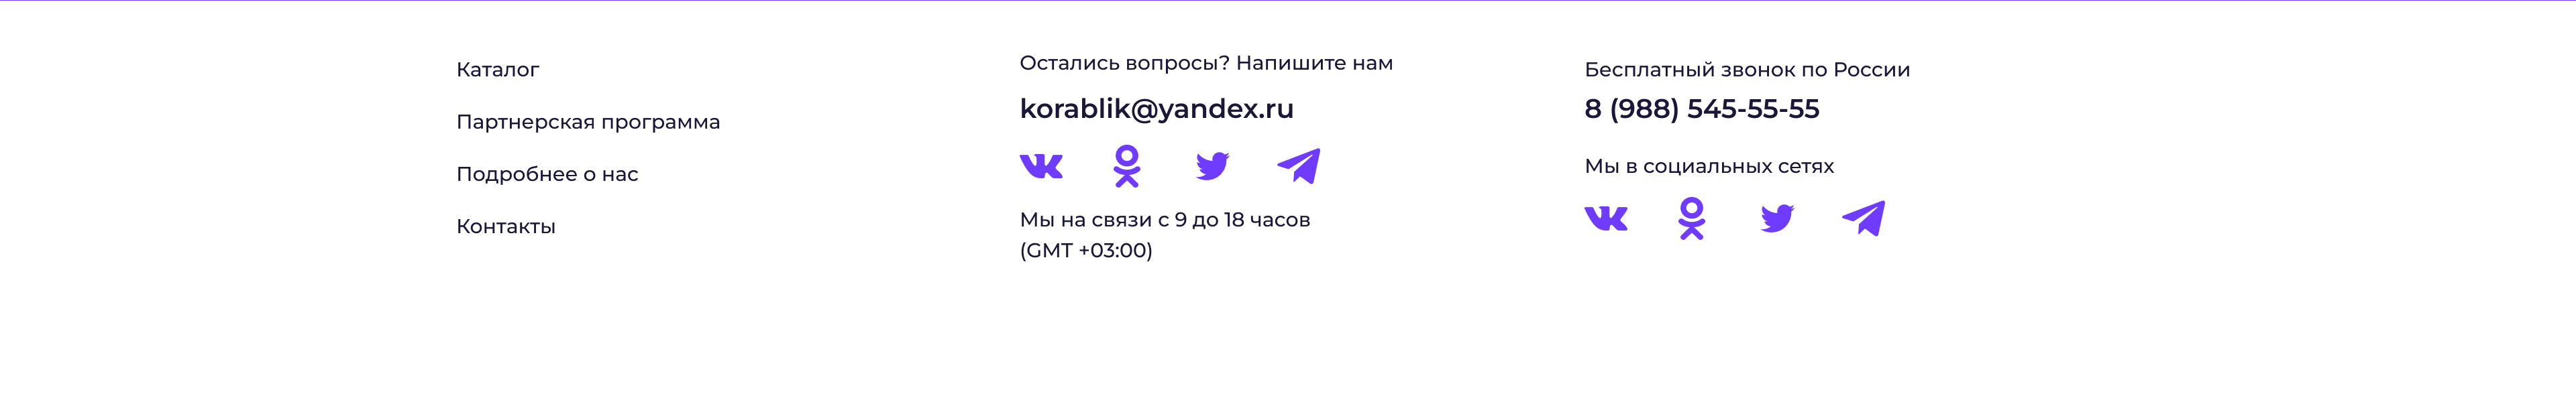 Каталог
Партнерская программа
Подробнее о нас
Контакты
Остались вопросы? Напишите нам
korablik@yandex.ru
Мы на связи с 9 до 18 часов
(GMT +03:00)
Бесплатный звонок по России
8 (988) 545-55-55
Мы в социальных сетях